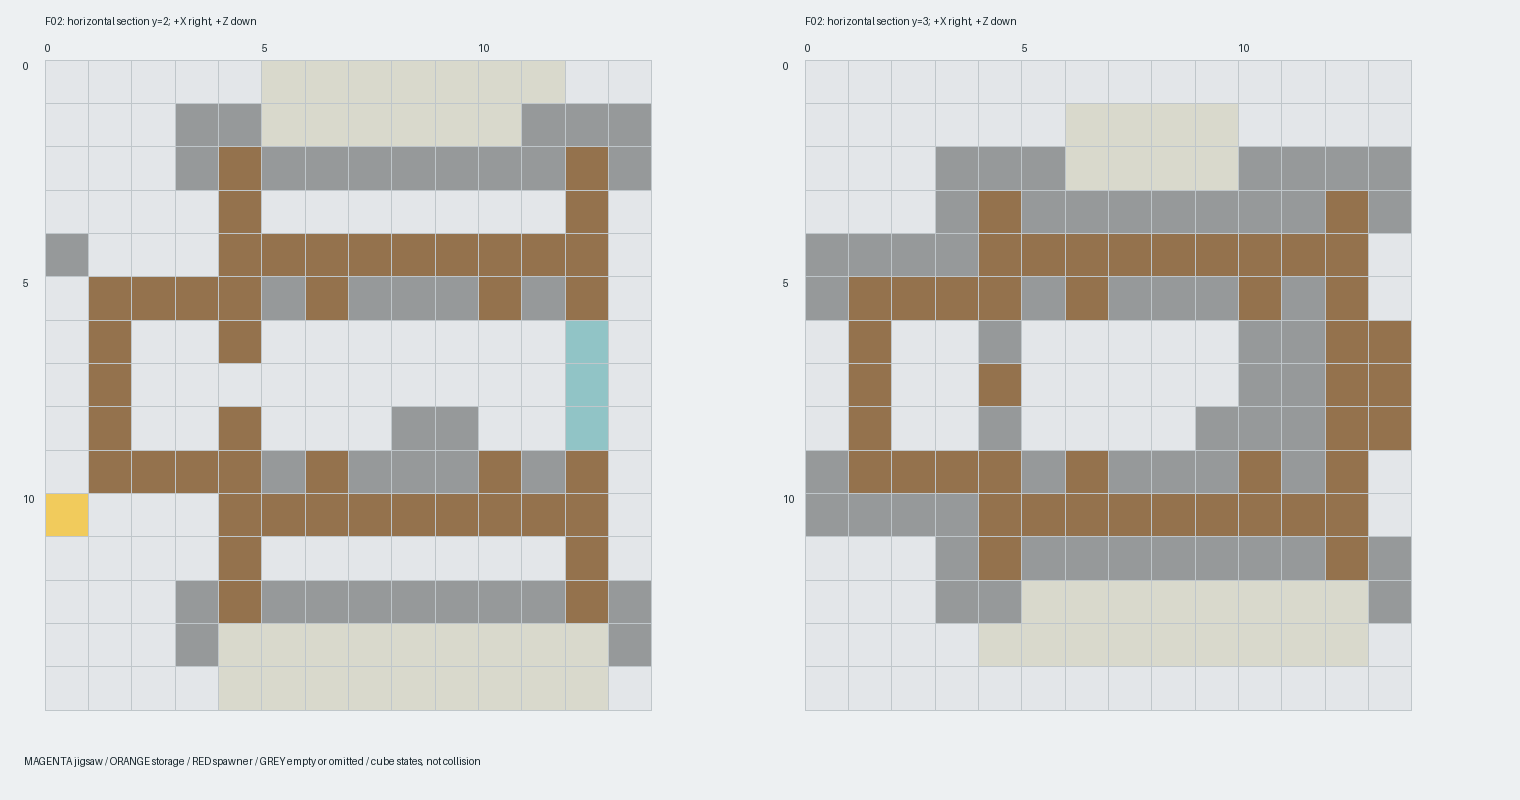 F02: horizontal section y=2; +X right, +Z down
F02: horizontal section y=3; +X right, +Z down
0 5 10
0 5 10
0
0
5
5
10
10
MAGENTA jigsaw / ORANGE storage / RED spawner / GREY empty or omitted / cube states, not collision